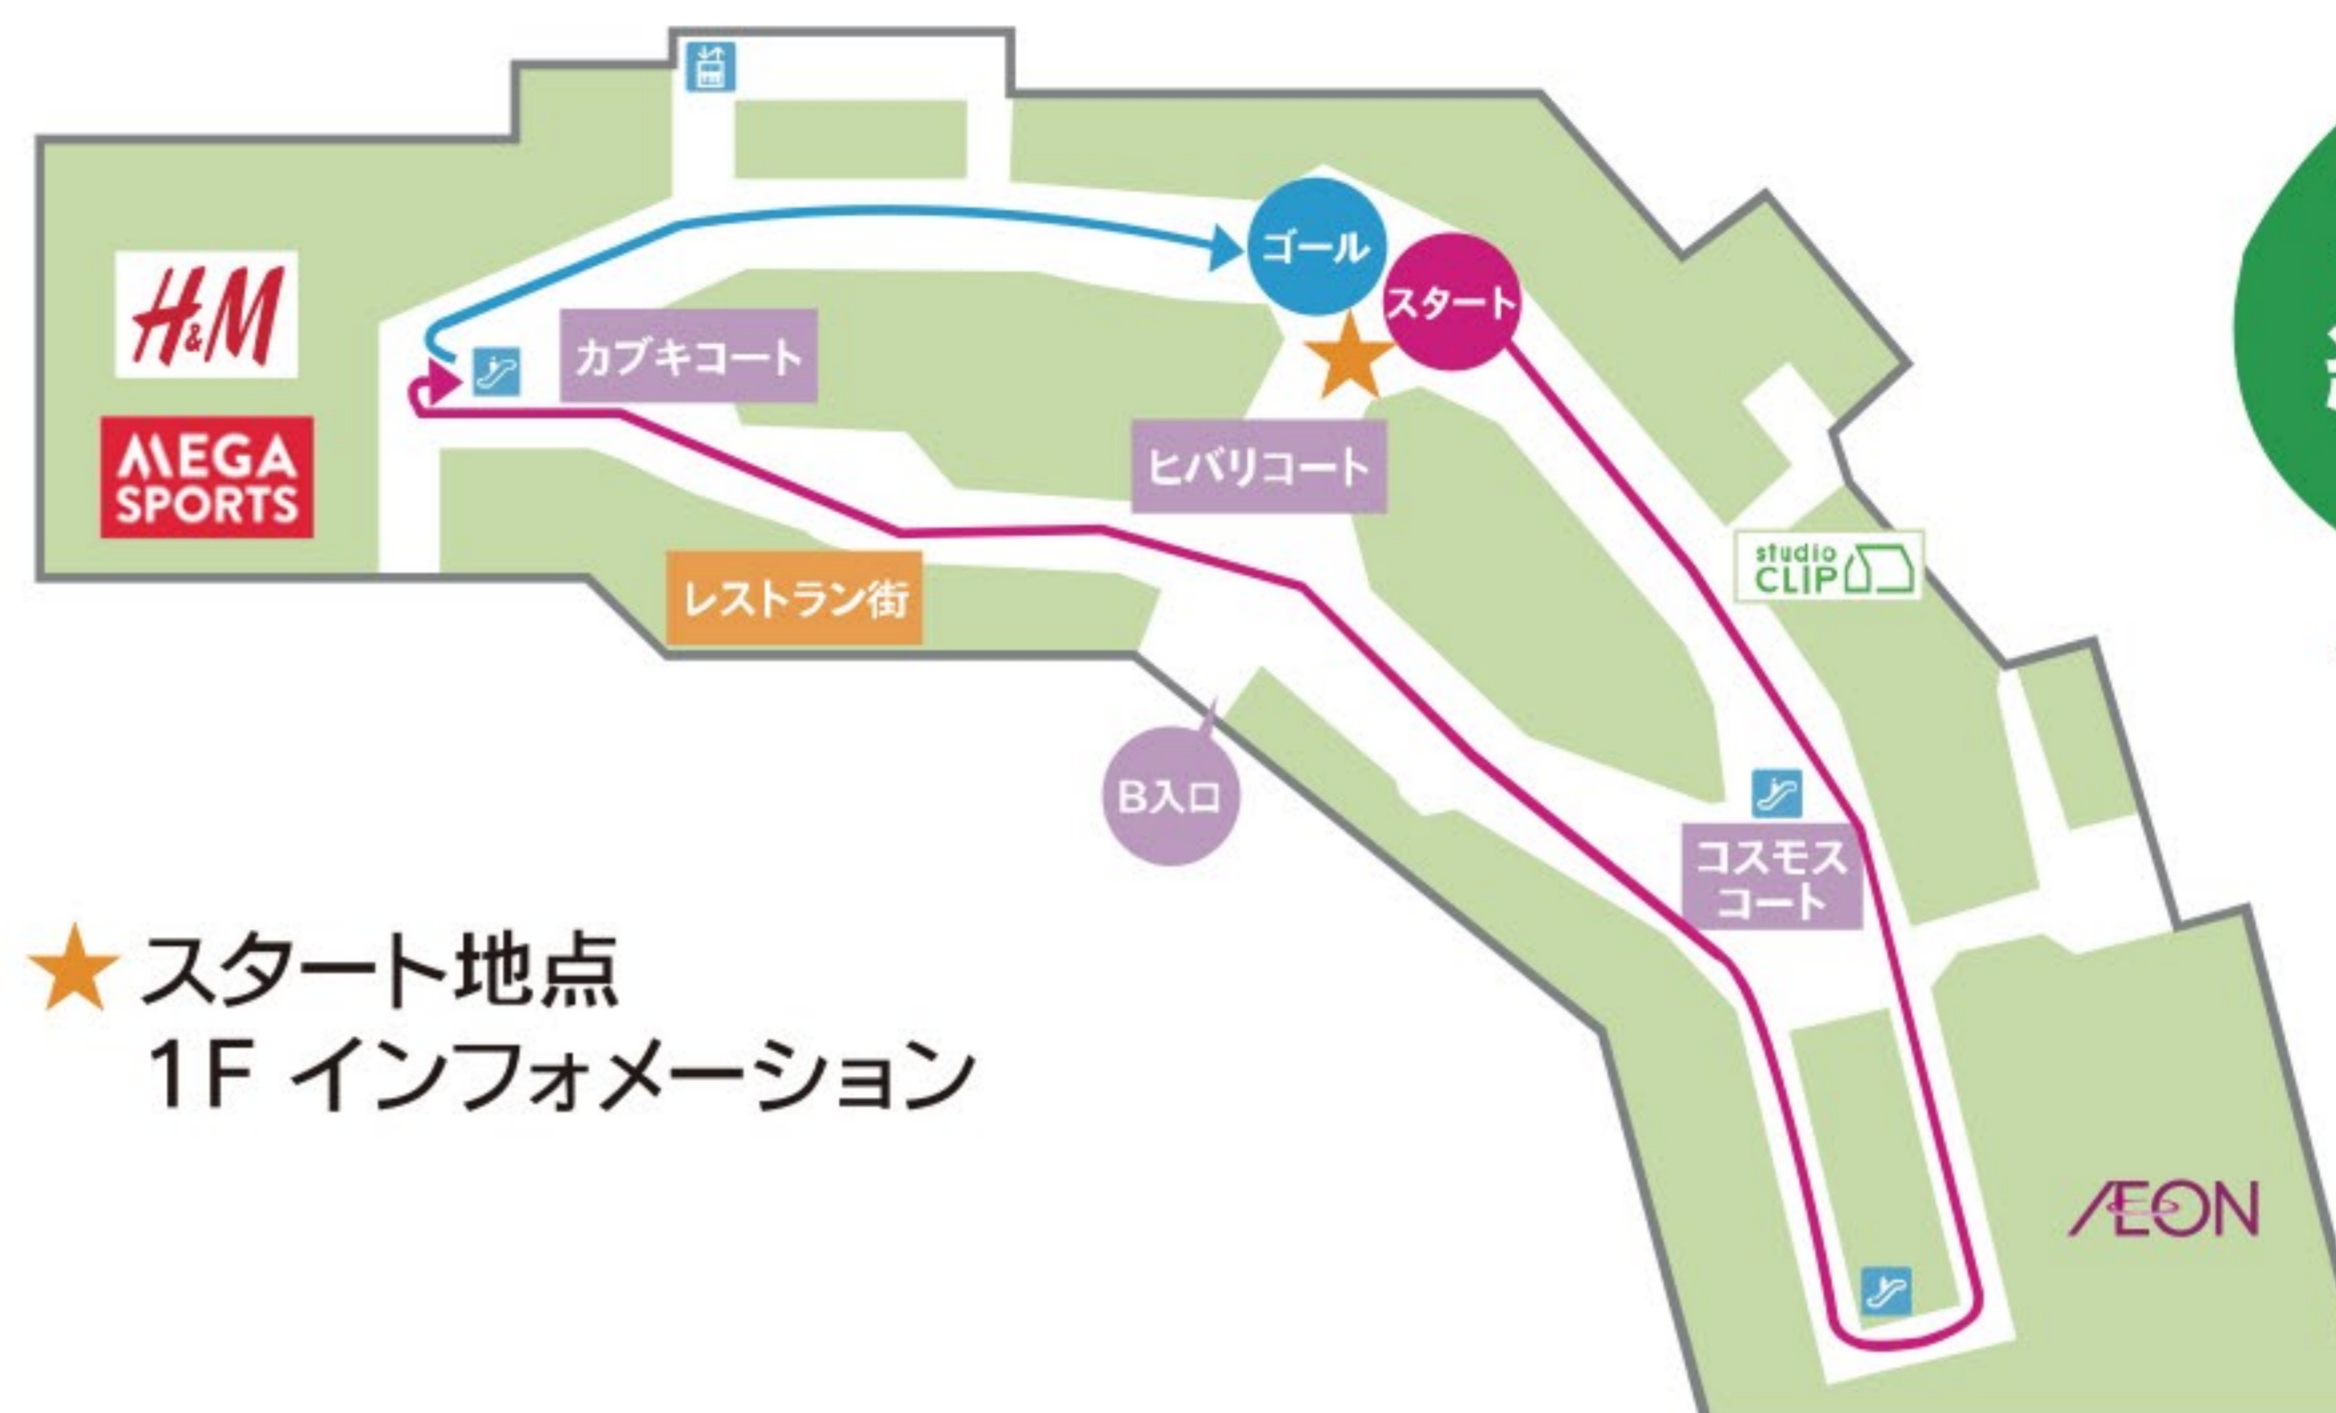 ゴール
スタート
H&M
カブキコート
MEGA
SPORTS
ヒバリコート
studio
CLIP
レストラン街
B入口
コスモス
コート
★スタート地点
1F インフォメーション
ÆON